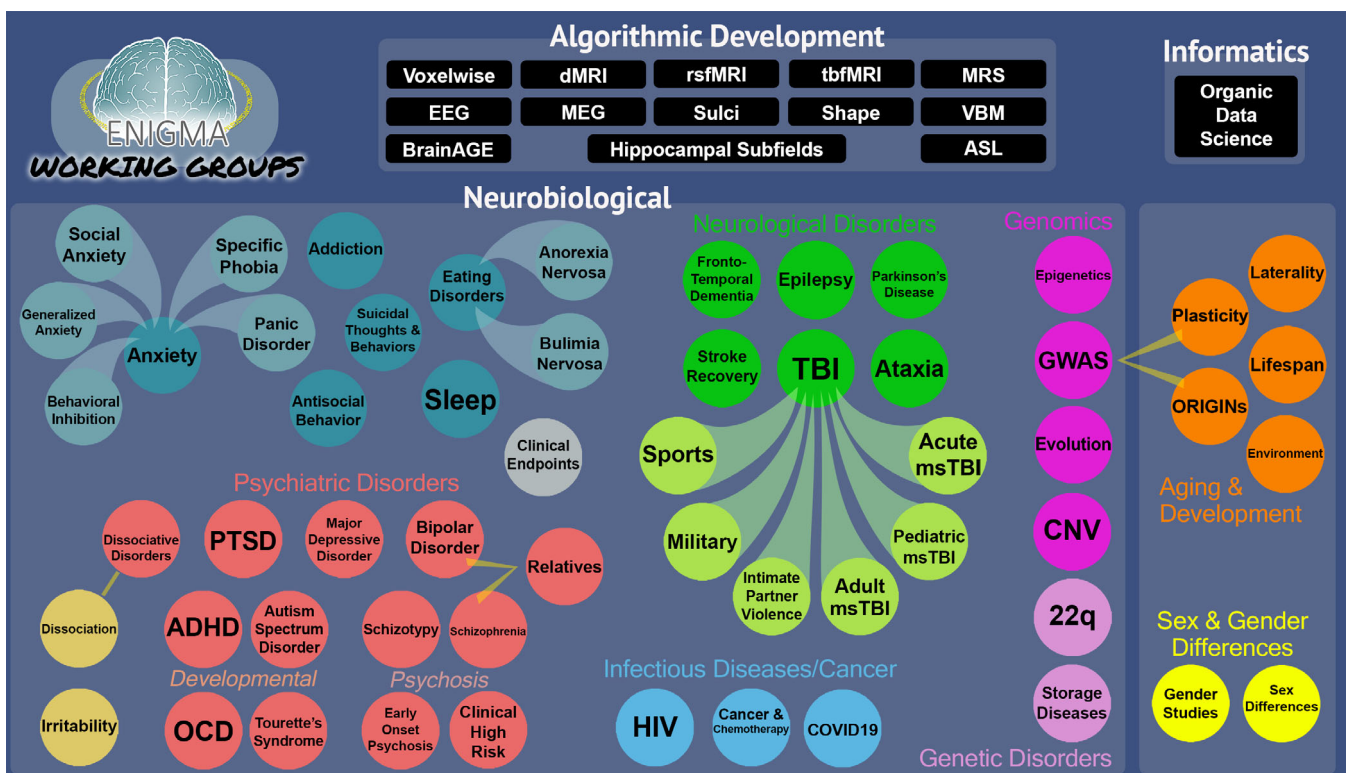 ENIGMA
WORKING GROUPS
Algorithmic Development
Voxelwise
dMRI
rsfMRI
tbfMRI
MRS
EEG
MEG
Sulci
Shape
VBM
BrainAGE
Hippocampal Subfields
ASL
Informatics
Organic
Data
Science
Neurobiological
Social
Anxiety
Specific
Phobia
Generalized
Anxiety
Panic
Disorder
Anxiety
Behavioral
Inhibition
Addiction
Suicidal
Thoughts &
Behaviors
Antisocial
Behavior
Eating
Disorders
Anorexia
Nervosa
Bulimia
Nervosa
Sleep
Clinical
Endpoints
Psychiatric Disorders
Dissociative
Disorders
PTSD
Major
Depressive
Disorder
Bipolar
Disorder
Relatives
Dissociation
ADHD
Autism
Spectrum
Disorder
Schizotypy
Schizophrenia
Developmental
Psychosis
Irritability
OCD
Tourette's
Syndrome
Early
Onset
Psychosis
Clinical
High
Risk
Neurological Disorders
Fronto-
Temporal
Dementia
Epilepsy
Parkinson's
Disease
Stroke
Recovery
TBI
Ataxia
Sports
Acute
msTBI
Military
Pediatric
msTBI
Intimate
Partner
Violence
Adult
msTBI
Infectious Diseases/Cancer
HIV
Cancer &
Chemotherapy
COVID19
Genomics
Epigenetics
GWAS
Evolution
CNV
22q
Storage
Diseases
Genetic Disorders
Laterality
Plasticity
Lifespan
ORIGINs
Environment
Aging &
Development
Sex & Gender
Differences
Gender
Studies
Sex
Differences